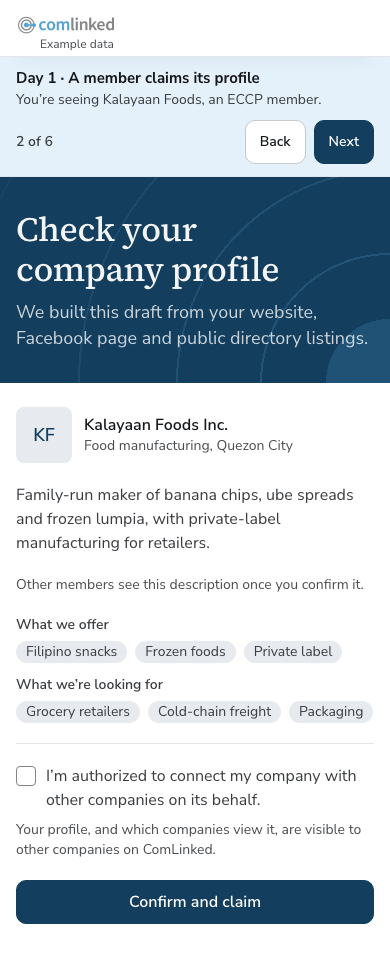 comlinked
Example data
Day 1 · A member claims its profile
You’re seeing Kalayaan Foods, an ECCP member.
2 of 6
Back
Next
Check your
company profile
We built this draft from your website,
Facebook page and public directory listings.
KF
Kalayaan Foods Inc.
Food manufacturing, Quezon City
Family-run maker of banana chips, ube spreads
and frozen lumpia, with private-label
manufacturing for retailers.
Other members see this description once you confirm it.
What we offer
Filipino snacks
Frozen foods
Private label
What we’re looking for
Grocery retailers
Cold-chain freight
Packaging
I’m authorized to connect my company with
other companies on its behalf.
Your profile, and which companies view it, are visible to
other companies on ComLinked.
Confirm and claim